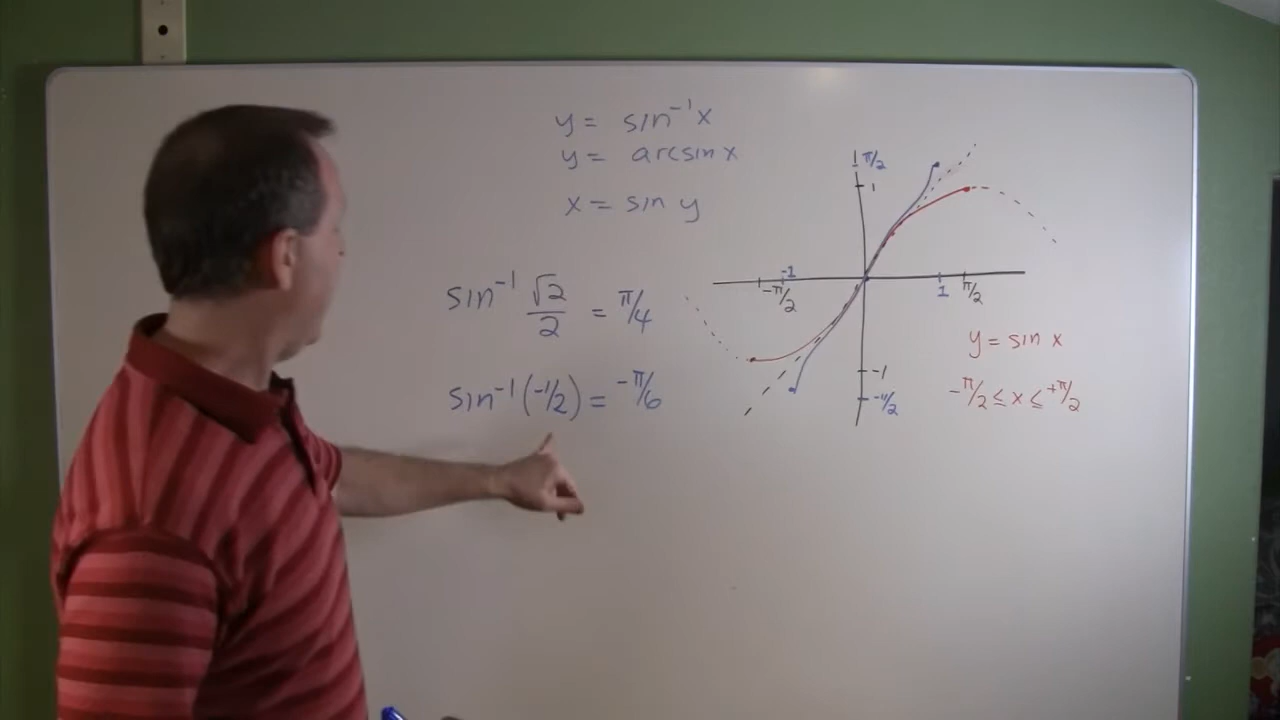 y = sin⁻¹x
y = arcsin x
x = sin y
sin⁻¹ √2/2 = π/4
sin⁻¹(-1/2) = -π/6
π/2
1
-1
-π/2
1
π/2
-1
-π/2
y = sin x
-π/2 ≤ x ≤ +π/2